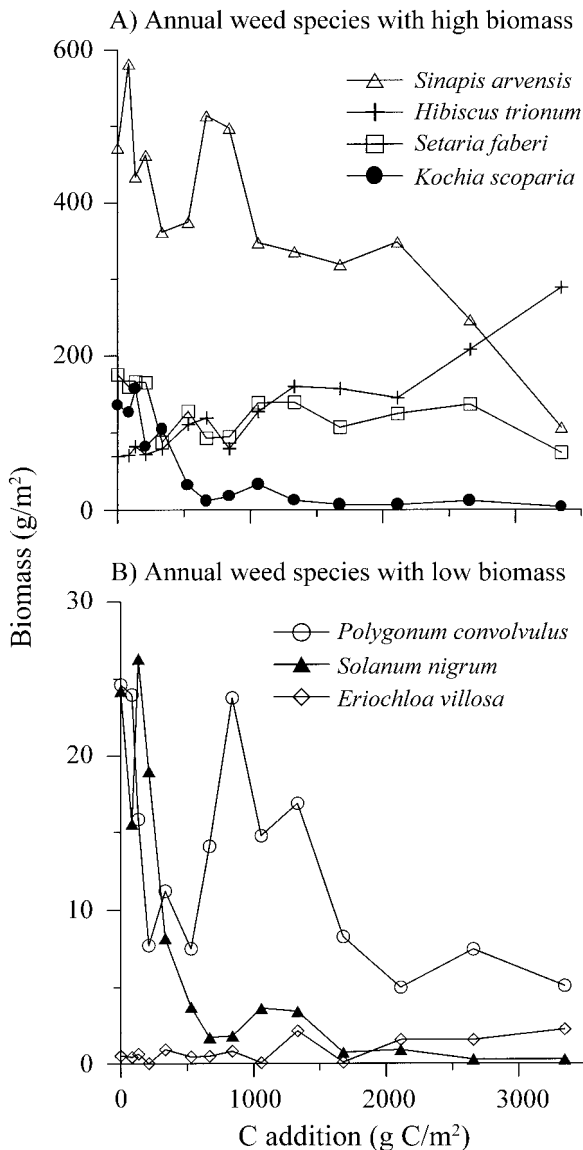 A) Annual weed species with high biomass
600
400
200
0
Sinapis arvensis
Hibiscus trionum
Setaria faberi
Kochia scoparia
Biomass (g/m²)
B) Annual weed species with low biomass
30
20
10
0
Polygonum convolvulus
Solanum nigrum
Eriochloa villosa
0 1000 2000 3000
C addition (g C/m²)